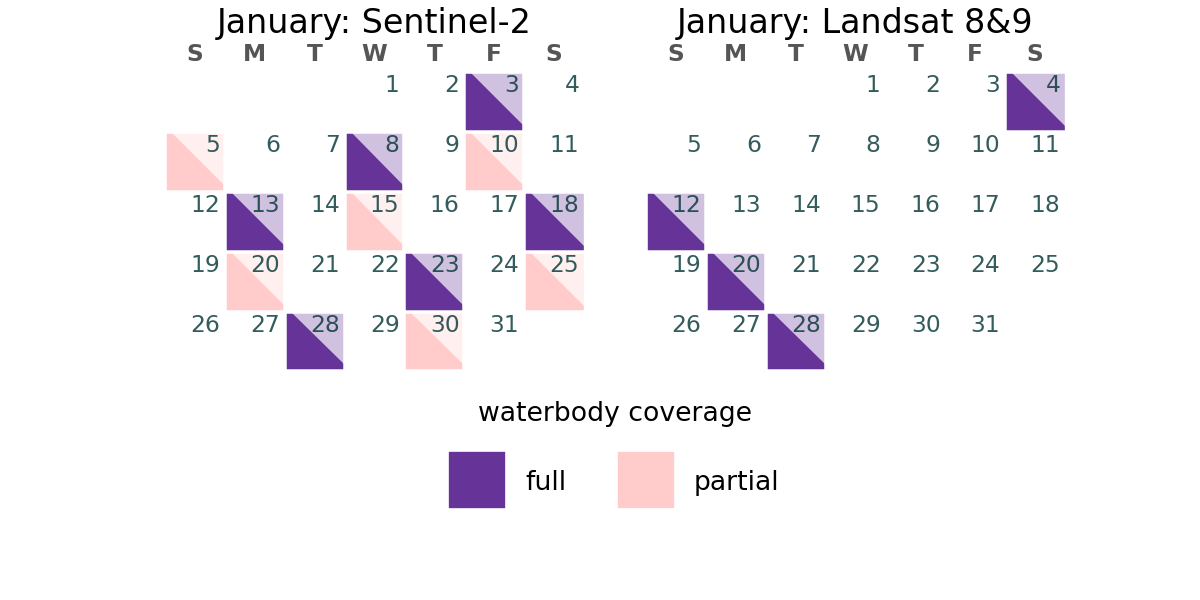 January: Sentinel-2
S M T W T F S
1 2 3 4
5 6 7 8 9 10 11
12 13 14 15 16 17 18
19 20 21 22 23 24 25
26 27 28 29 30 31
January: Landsat 8&9
S M T W T F S
1 2 3 4
5 6 7 8 9 10 11
12 13 14 15 16 17 18
19 20 21 22 23 24 25
26 27 28 29 30 31
waterbody coverage
full partial